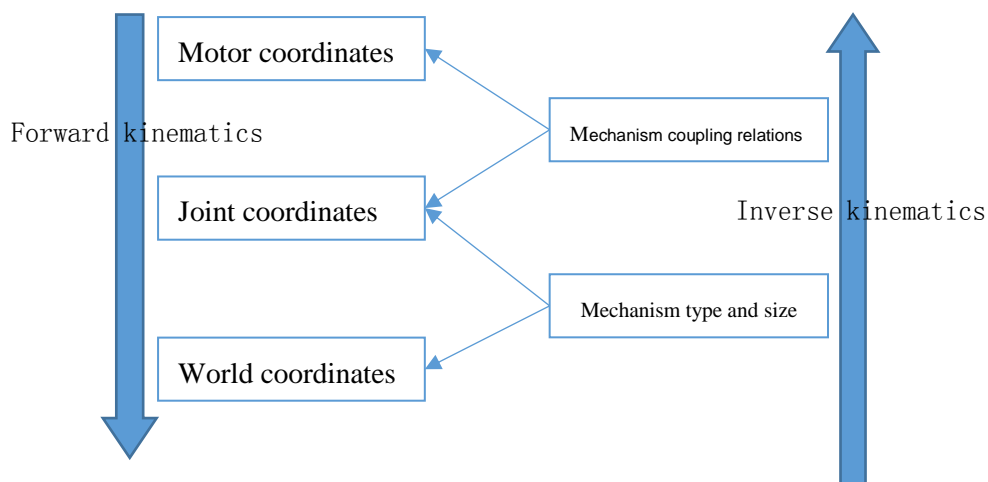 Motor coordinates
Forward kinematics
Mechanism coupling relations
Joint coordinates
Inverse kinematics
Mechanism type and size
World coordinates